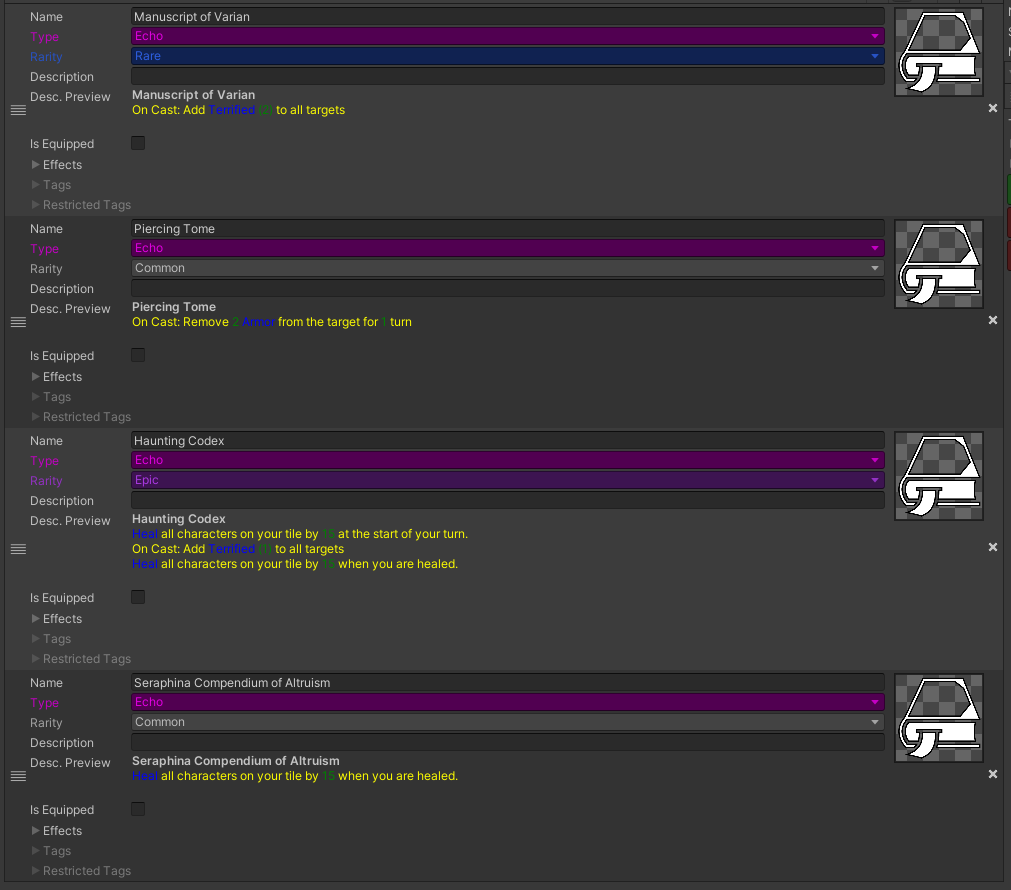 Name Manuscript of Varian
Type Echo
Rarity Rare
Description
Desc. Preview Manuscript of Varian
On Cast: Add Terrified (2) to all targets
Is Equipped
Effects
Tags
Restricted Tags
Name Piercing Tome
Type Echo
Rarity Common
Description
Desc. Preview Piercing Tome
On Cast: Remove 2 Armor from the target for 1 turn
Is Equipped
Effects
Tags
Restricted Tags
Name Haunting Codex
Type Echo
Rarity Epic
Description
Desc. Preview Haunting Codex
Heal all characters on your tile by 15 at the start of your turn.
On Cast: Add Terrified (1) to all targets
Heal all characters on your tile by 15 when you are healed.
Is Equipped
Effects
Tags
Restricted Tags
Name Seraphina Compendium of Altruism
Type Echo
Rarity Common
Description
Desc. Preview Seraphina Compendium of Altruism
Heal all characters on your tile by 15 when you are healed.
Is Equipped
Effects
Tags
Restricted Tags